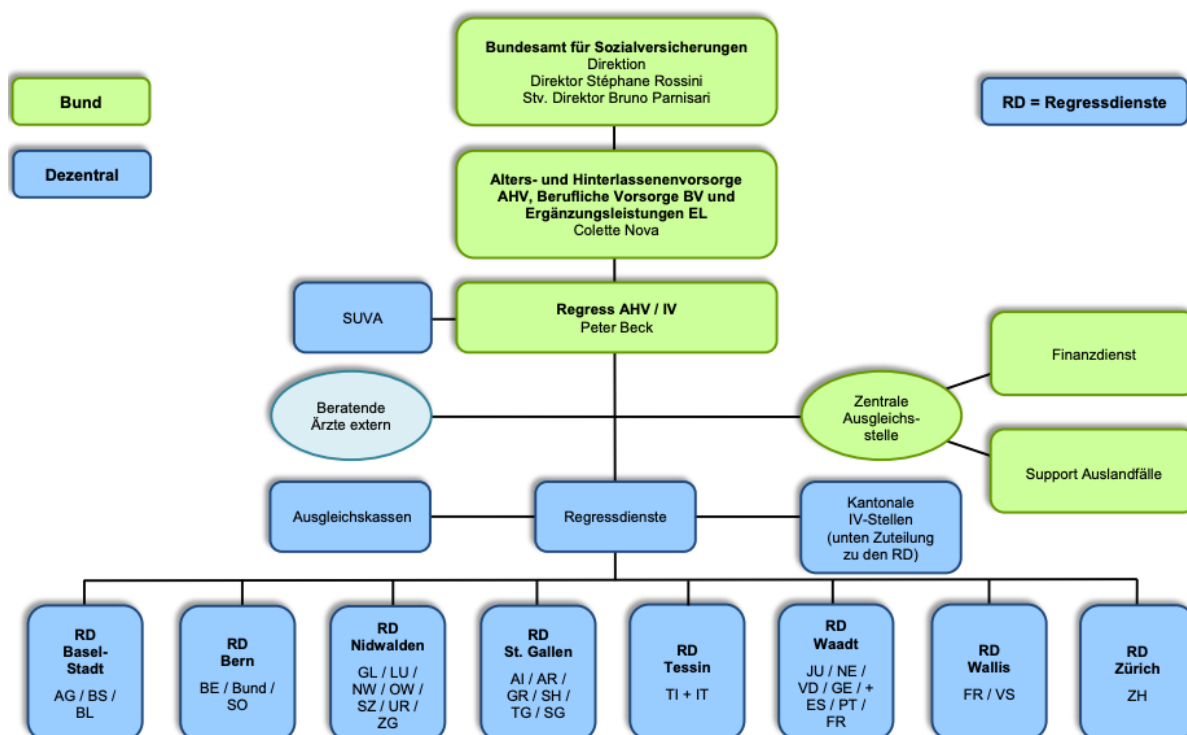 Bundesamt für Sozialversicherungen
Direktion
Direktor Stéphane Rossini
Stv. Direktor Bruno Parnisari
Bund
RD = Regressdienste
Dezentral
Alters- und Hinterlassenenvorsorge
AHV, Berufliche Vorsorge BV und
Ergänzungsleistungen EL
Colette Nova
SUVA
Regress AHV / IV
Peter Beck
Finanzdienst
Beratende
Ärzte extern
Zentrale
Ausgleichs-
stelle
Support Auslandfälle
Ausgleichskassen
Regressdienste
Kantonale
IV-Stellen
(unten Zuteilung
zu den RD)
RD
Basel-
Stadt
AG / BS /
BL
RD
Bern
BE / Bund /
SO
RD
Nidwalden
GL / LU /
NW / OW /
SZ / UR /
ZG
RD
St. Gallen
AI / AR /
GR / SH /
TG / SG
RD
Tessin
TI + IT
RD
Waadt
JU / NE /
VD / GE / +
ES / PT /
FR
RD
Wallis
FR / VS
RD
Zürich
ZH